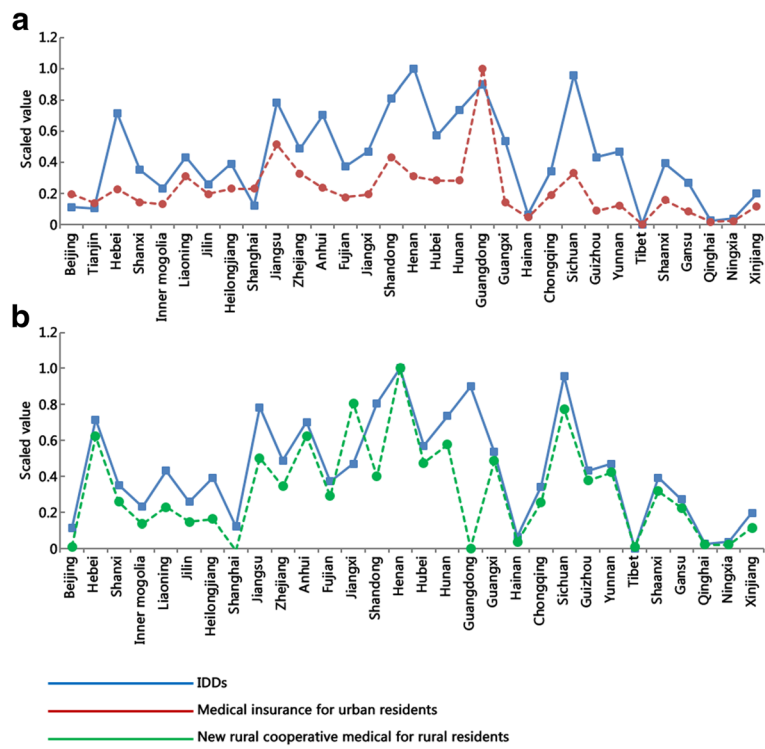 a
1.2
1.0
0.8
0.6
0.4
0.2
0
Scaled value
Beijing
Tianjin
Hebei
Shanxi
Inner mogolia
Liaoning
Jilin
Heilongjiang
Shanghai
Jiangsu
Zhejiang
Anhui
Fujian
Jiangxi
Shandong
Henan
Hubei
Hunan
Guangdong
Guangxi
Hainan
Chongqing
Sichuan
Guizhou
Yunnan
Tibet
Shaanxi
Gansu
Qinghai
Ningxia
Xinjiang
b
1.2
1.0
0.8
0.6
0.4
0.2
0
Scaled value
Beijing
Hebei
Shanxi
Inner mogolia
Liaoning
Jilin
Heilongjiang
Shanghai
Jiangsu
Zhejiang
Anhui
Fujian
Jiangxi
Shandong
Henan
Hubei
Hunan
Guangdong
Guangxi
Hainan
Chongqing
Sichuan
Guizhou
Yunnan
Tibet
Shaanxi
Gansu
Qinghai
Ningxia
Xinjiang
IDDs
Medical insurance for urban residents
New rural cooperative medical for rural residents